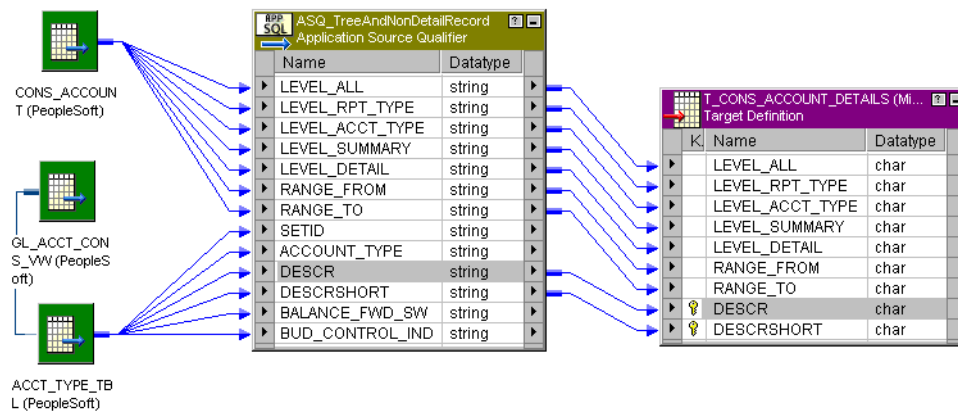 CONS_ACCOUN
T (PeopleSoft)
GL_ACCT_CON
S_VW (PeopleS
oft)
ACCT_TYPE_TB
L (PeopleSoft)
APP
SQL
ASQ_TreeAndNonDetailRecord
Application Source Qualifier
?
Name Datatype
LEVEL_ALL string
LEVEL_RPT_TYPE string
LEVEL_ACCT_TYPE string
LEVEL_SUMMARY string
LEVEL_DETAIL string
RANGE_FROM string
RANGE_TO string
SETID string
ACCOUNT_TYPE string
DESCR string
DESCRSHORT string
BALANCE_FWD_SW string
BUD_CONTROL_IND string
T_CONS_ACCOUNT_DETAILS (Mi...
Target Definition
?
K. Name Datatype
LEVEL_ALL char
LEVEL_RPT_TYPE char
LEVEL_ACCT_TYPE char
LEVEL_SUMMARY char
LEVEL_DETAIL char
RANGE_FROM char
RANGE_TO char
DESCR char
DESCRSHORT char